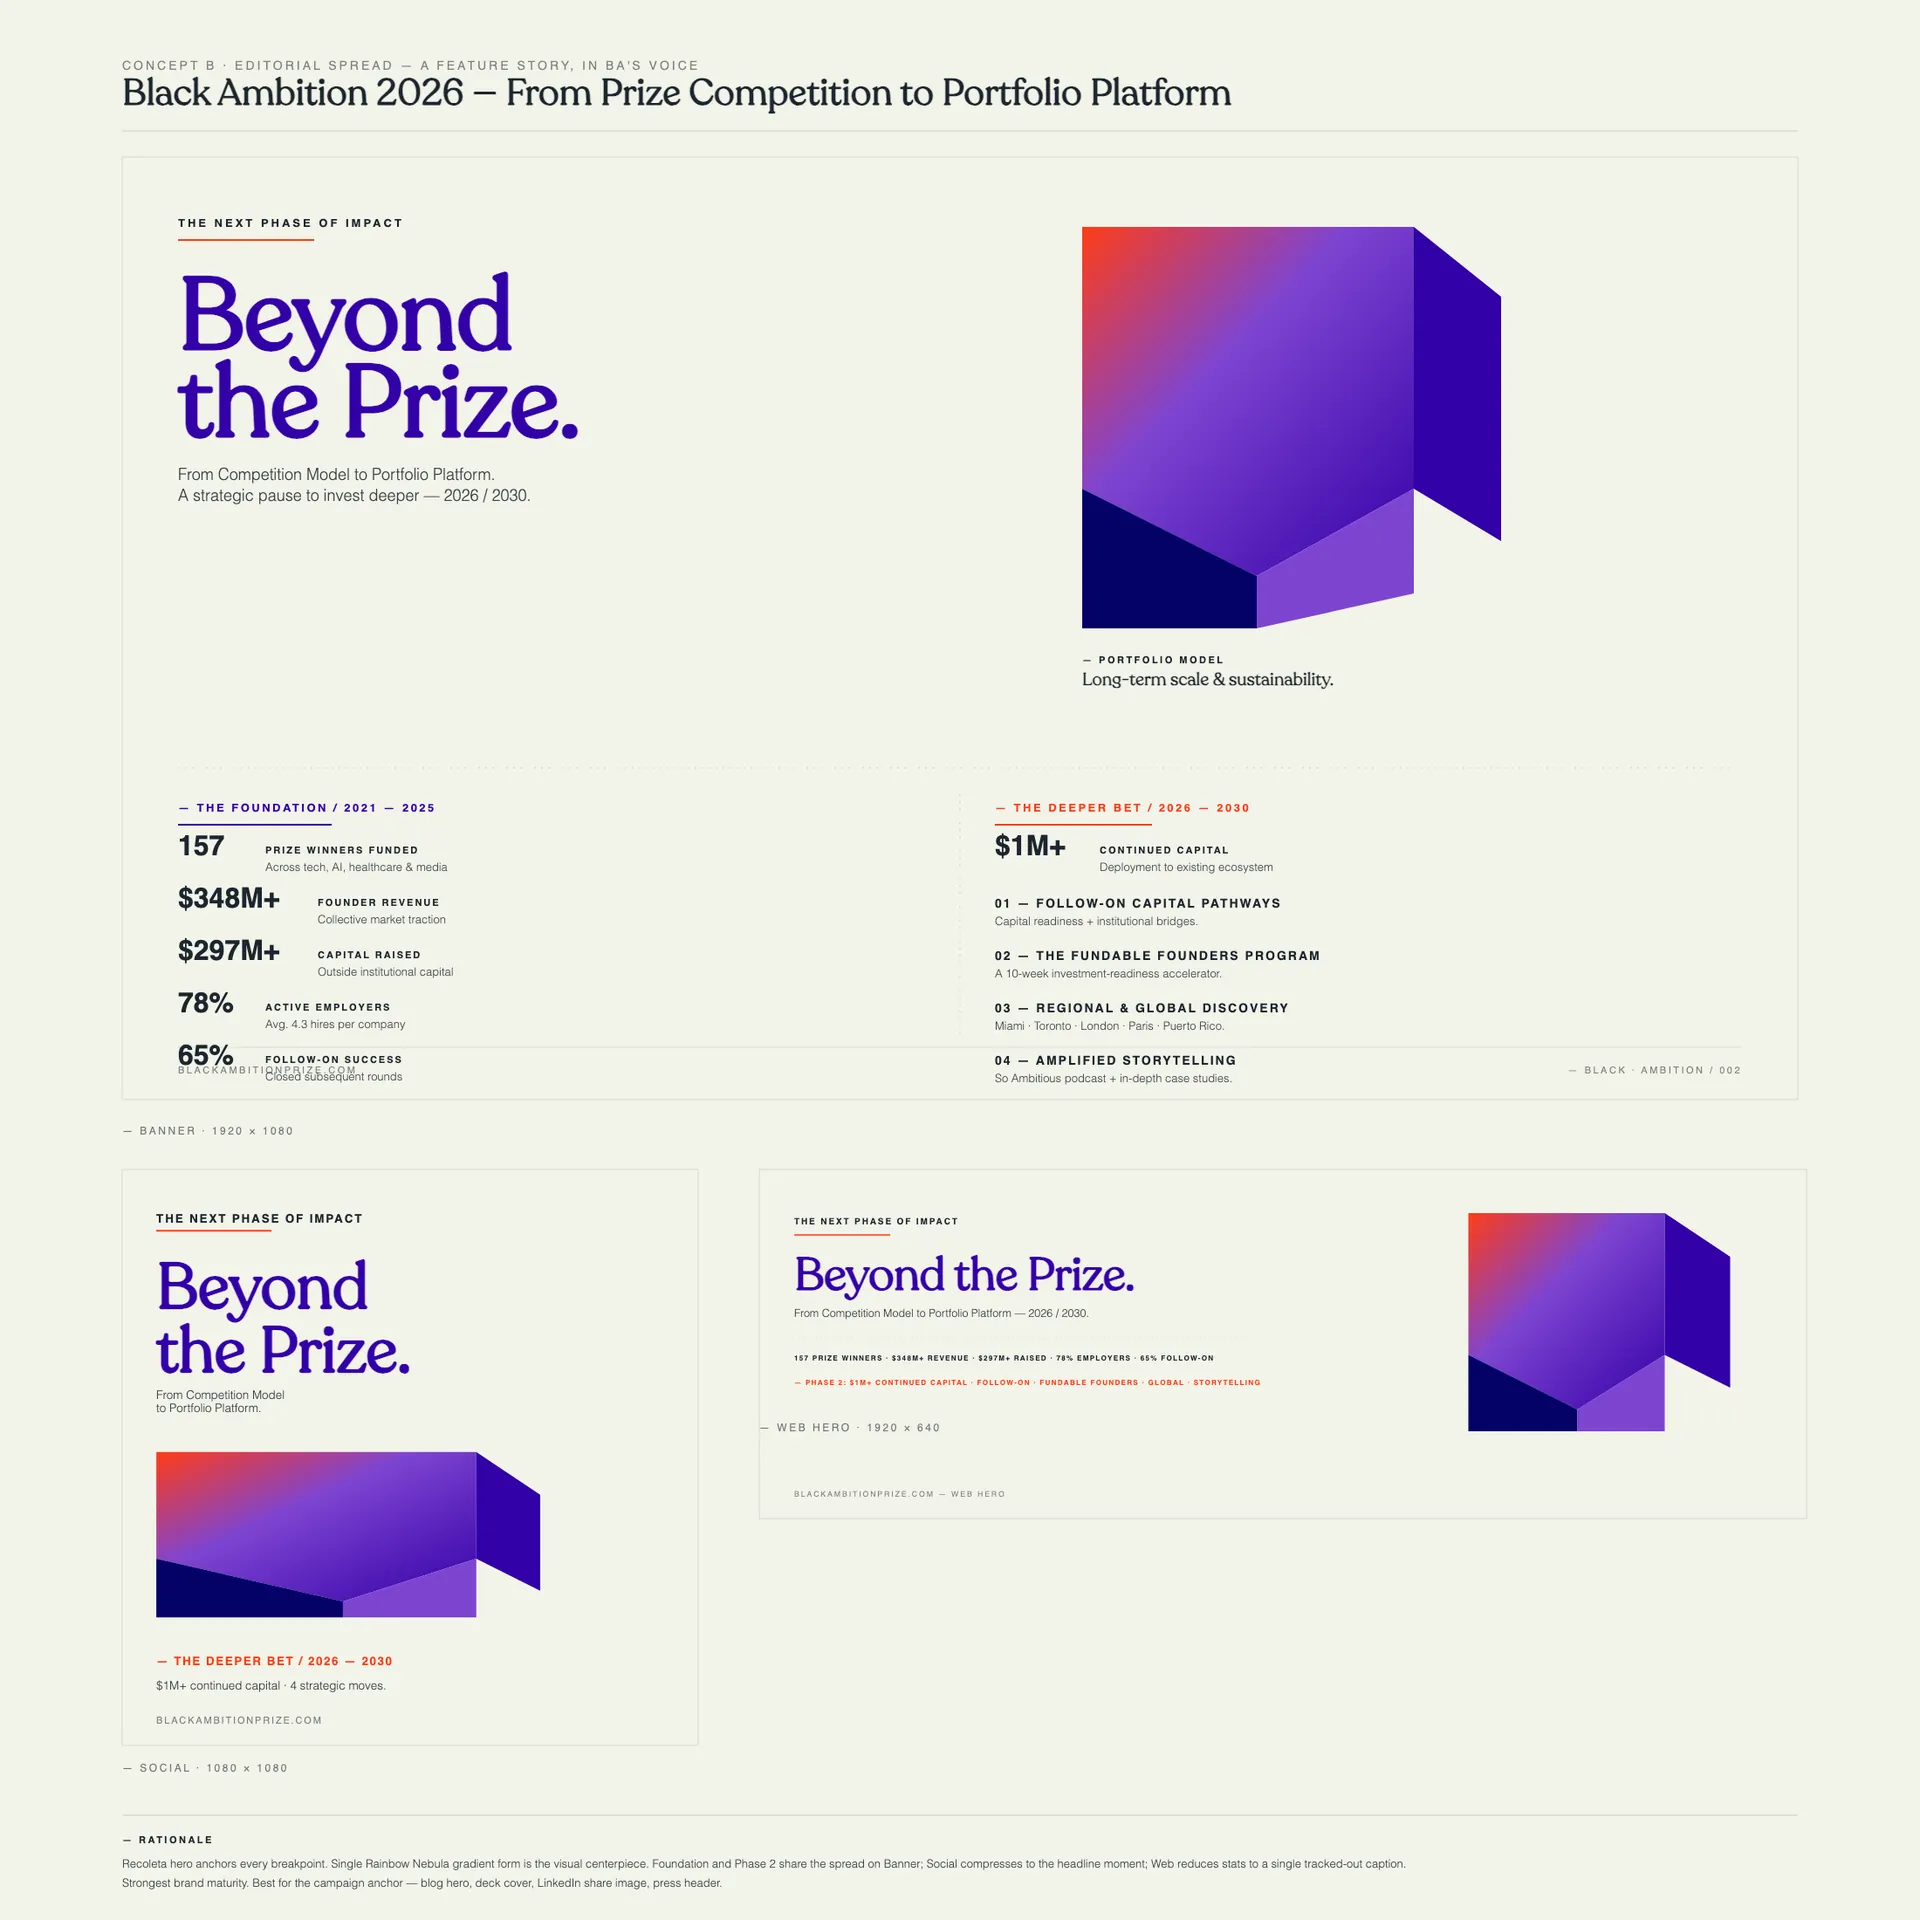 CONCEPT B · EDITORIAL SPREAD — A FEATURE STORY, IN BA'S VOICE
Black Ambition 2026 — From Prize Competition to Portfolio Platform
THE NEXT PHASE OF IMPACT
Beyond
the Prize.
From Competition Model to Portfolio Platform.
A strategic pause to invest deeper — 2026 / 2030.
— PORTFOLIO MODEL
Long-term scale & sustainability.
— THE FOUNDATION / 2021 — 2025
157 PRIZE WINNERS FUNDED
Across tech, AI, healthcare & media
$348M+ FOUNDER REVENUE
Collective market traction
$297M+ CAPITAL RAISED
Outside institutional capital
78% ACTIVE EMPLOYERS
Avg. 4.3 hires per company
65% FOLLOW-ON SUCCESS
Closed subsequent rounds
BLACKAMBITIONPRIZE.COM
— THE DEEPER BET / 2026 — 2030
$1M+ CONTINUED CAPITAL
Deployment to existing ecosystem
01 — FOLLOW-ON CAPITAL PATHWAYS
Capital readiness + institutional bridges.
02 — THE FUNDABLE FOUNDERS PROGRAM
A 10-week investment-readiness accelerator.
03 — REGIONAL & GLOBAL DISCOVERY
Miami · Toronto · London · Paris · Puerto Rico.
04 — AMPLIFIED STORYTELLING
So Ambitious podcast + in-depth case studies.
— BLACK · AMBITION / 002
— BANNER · 1920 × 1080
THE NEXT PHASE OF IMPACT
Beyond
the Prize.
From Competition Model
to Portfolio Platform.
— THE DEEPER BET / 2026 — 2030
$1M+ continued capital · 4 strategic moves.
BLACKAMBITIONPRIZE.COM
— SOCIAL · 1080 × 1080
THE NEXT PHASE OF IMPACT
Beyond the Prize.
From Competition Model to Portfolio Platform — 2026 / 2030.
157 PRIZE WINNERS · $348M+ REVENUE · $297M+ RAISED · 78% EMPLOYERS · 65% FOLLOW-ON
— PHASE 2: $1M+ CONTINUED CAPITAL · FOLLOW-ON · FUNDABLE FOUNDERS · GLOBAL · STORYTELLING
— WEB HERO · 1920 × 640
BLACKAMBITIONPRIZE.COM — WEB HERO
— RATIONALE
Recoleta hero anchors every breakpoint. Single Rainbow Nebula gradient form is the visual centerpiece. Foundation and Phase 2 share the spread on Banner; Social compresses to the headline moment; Web reduces stats to a single tracked-out caption.
Strongest brand maturity. Best for the campaign anchor — blog hero, deck cover, LinkedIn share image, press header.